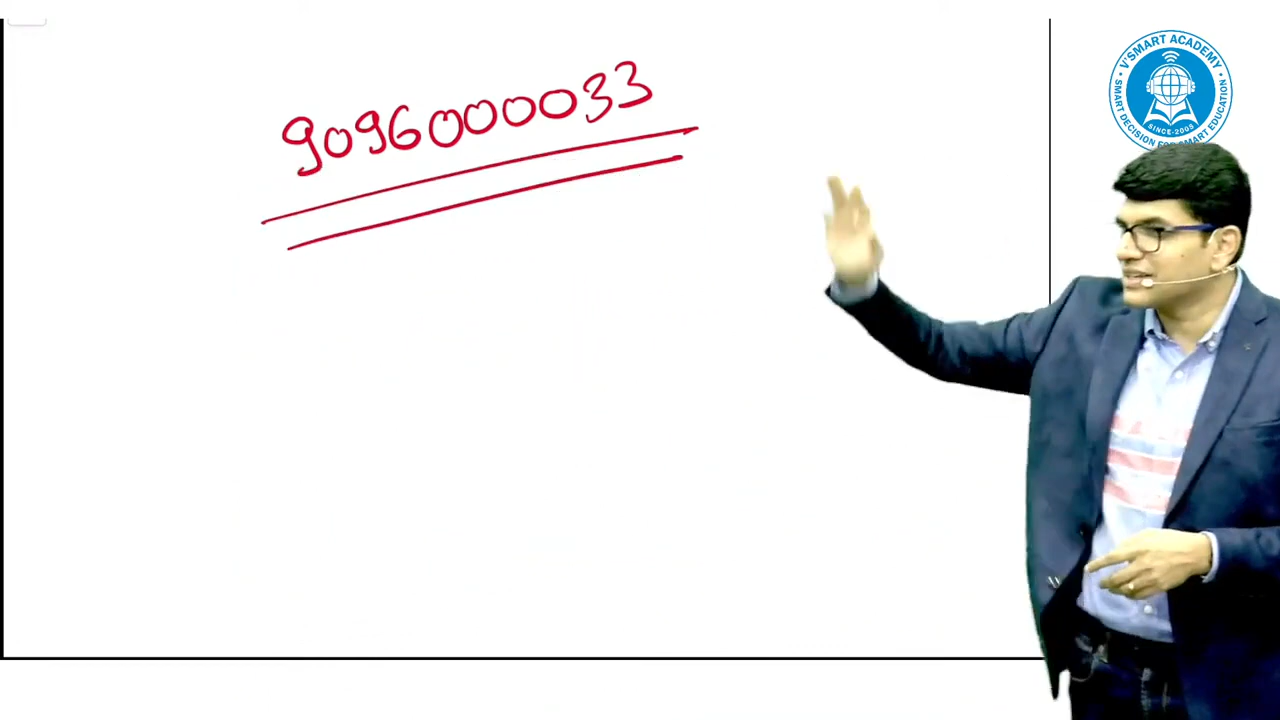 9096000033
V'SMART ACADEMY
SINCE-2005
SMART DECISION FOR SMART EDUCATION